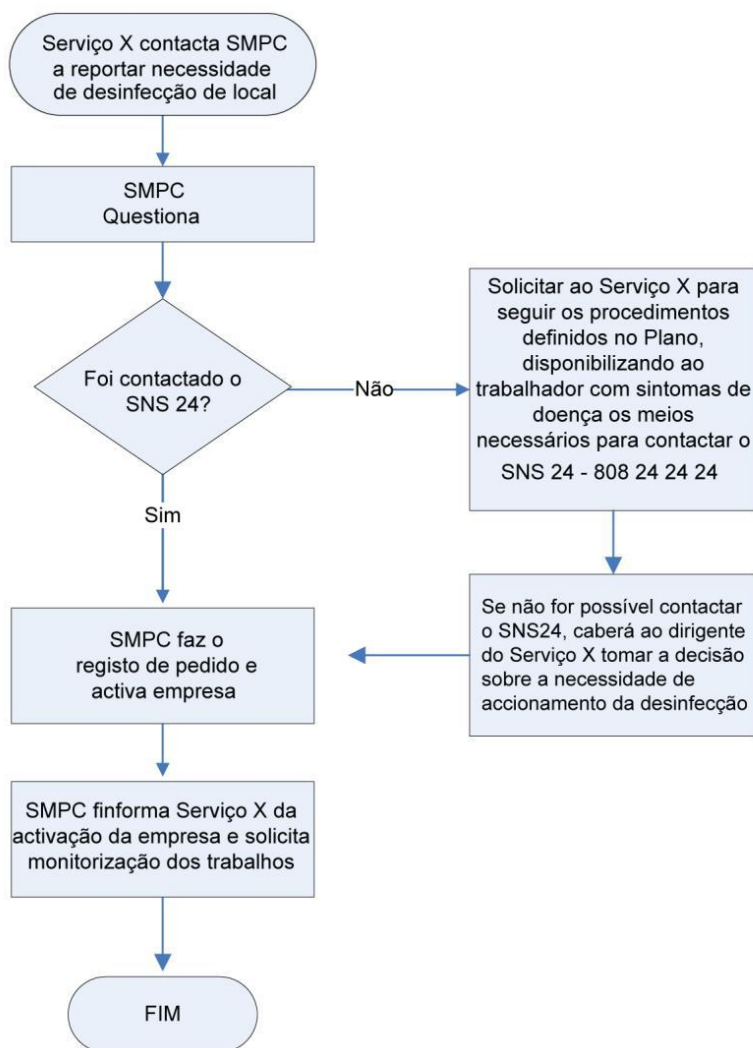 Serviço X contacta SMPC
a reportar necessidade
de desinfecção de local
SMPC
Questiona
Foi contactado o
SNS 24?
Não
Solicitar ao Serviço X para
seguir os procedimentos
definidos no Plano,
disponibilizando ao
trabalhador com sintomas de
doença os meios
necessários para contactar o
SNS 24 - 808 24 24 24
Sim
Se não for possível contactar
o SNS24, caberá ao dirigente
do Serviço X tomar a decisão
sobre a necessidade de
accionamento da desinfecção
SMPC faz o
registo de pedido e
activa empresa
SMPC finforma Serviço X da
activação da empresa e solicita
monitorização dos trabalhos
FIM